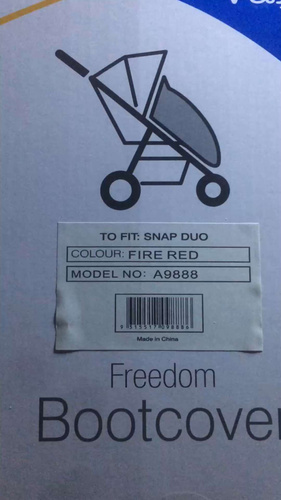 TO FIT: SNAP DUO
COLOUR: FIRE RED
MODEL NO: A9888
Made in China
Freedom
Bootcover